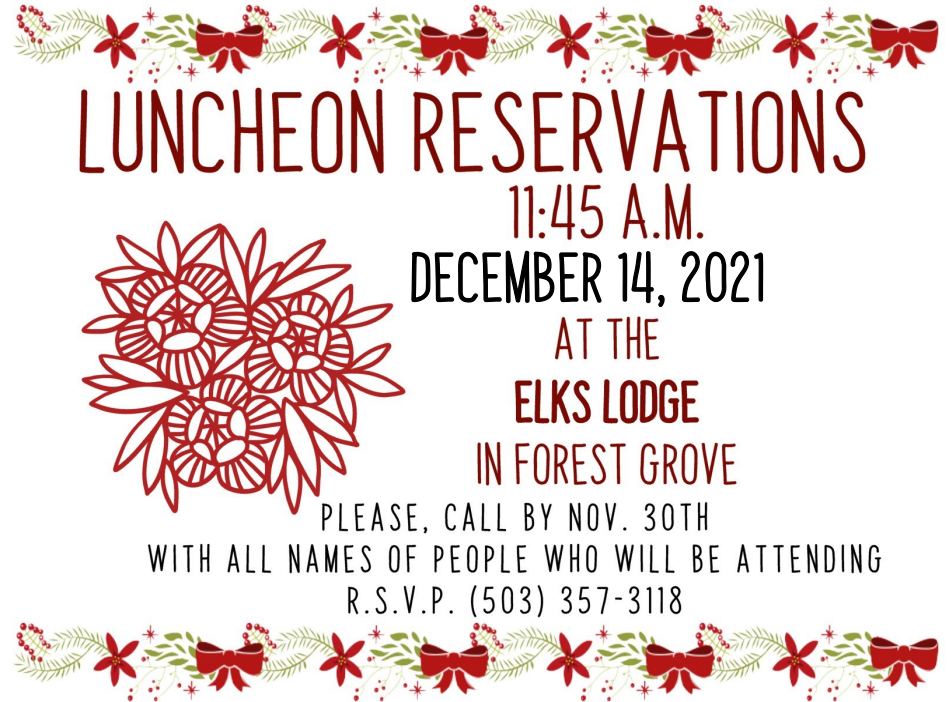 LUNCHEON RESERVATIONS
11:45 A.M.
DECEMBER 14, 2021
AT THE
ELKS LODGE
IN FOREST GROVE
PLEASE, CALL BY NOV. 30TH
WITH ALL NAMES OF PEOPLE WHO WILL BE ATTENDING
R.S.V.P. (503) 357-3118